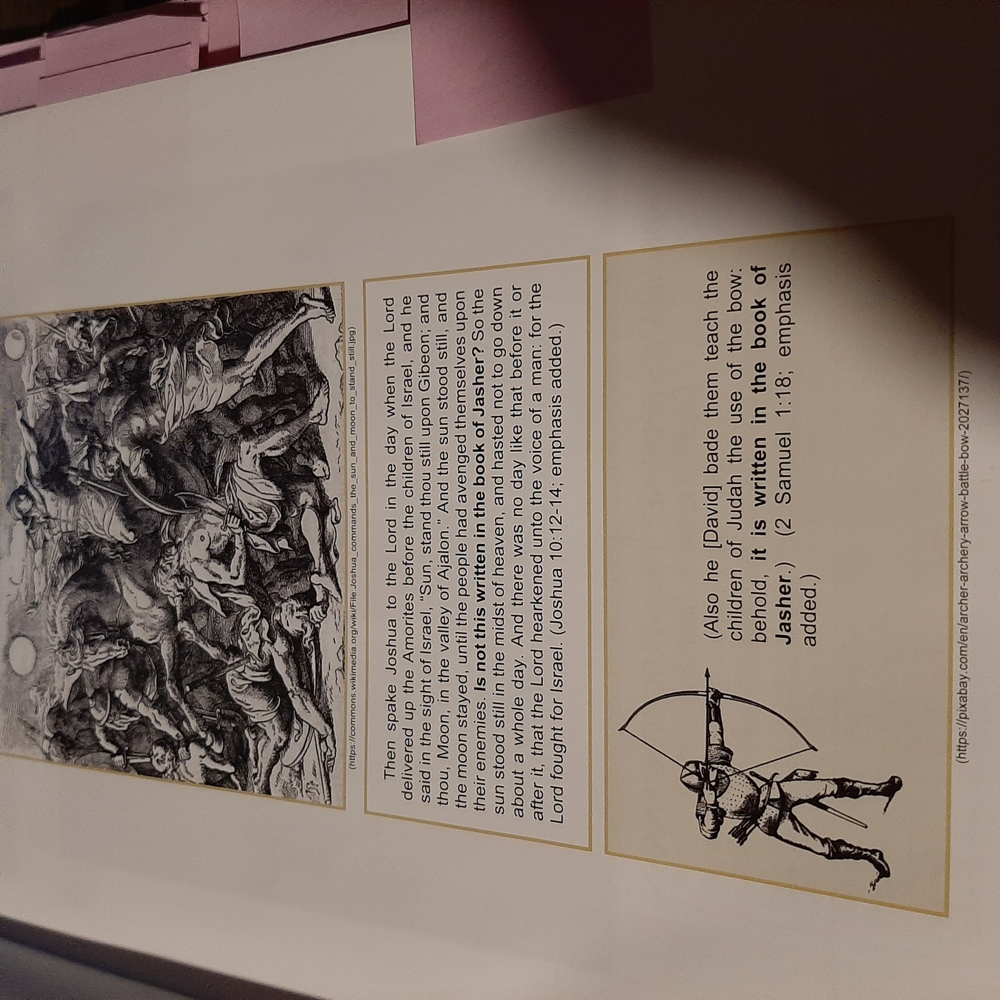 (https://commons.wikimedia.org/wiki/File:Joshua_commands_the_sun_and_moon_to_stand_still.jpg)
Then spake Joshua to the Lord in the day when the Lord
delivered up the Amorites before the children of Israel, and he
said in the sight of Israel, “Sun, stand thou still upon Gibeon; and
thou, Moon, in the valley of Ajalon.” And the sun stood still, and
the moon stayed, until the people had avenged themselves upon
their enemies. Is not this written in the book of Jasher? So the
sun stood still in the midst of heaven, and hasted not to go down
about a whole day. And there was no day like that before it or
after it, that the Lord hearkened unto the voice of a man: for the
Lord fought for Israel. (Joshua 10:12-14; emphasis added.)
(Also he [David] bade them teach the
children of Judah the use of the bow:
behold, it is written in the book of
Jasher.) (2 Samuel 1:18; emphasis
added.)
(https://pixabay.com/en/archer-archery-arrow-battle-bow-2027137/)